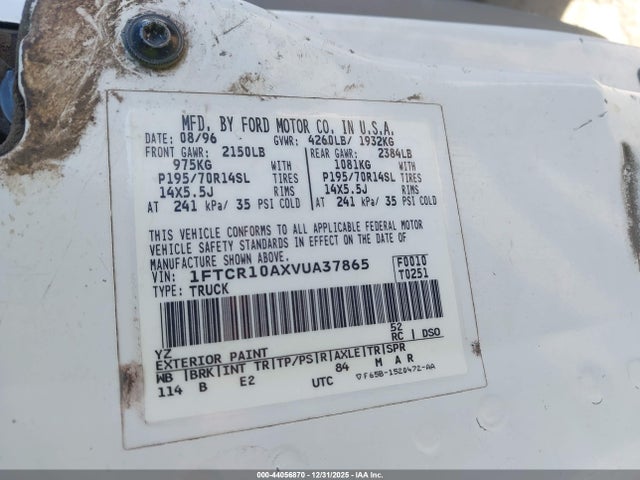 MFD. BY FORD MOTOR CO. IN U.S.A.
DATE: 08/96 GVWR: 4260LB/ 1932KG
FRONT GAWR: 2150LB REAR GAWR: 2384LB
975KG WITH 1081KG WITH
P195/70R14SL TIRES P195/70R14SL TIRES
14X5.5J RIMS 14X5.5J RIMS
AT 241 kPa/ 35 PSI COLD AT 241 kPa/ 35 PSI COLD
THIS VEHICLE CONFORMS TO ALL APPLICABLE FEDERAL MOTOR
VEHICLE SAFETY STANDARDS IN EFFECT ON THE DATE OF
MANUFACTURE SHOWN ABOVE.
VIN: 1FTCR10AXVUA37865 F0010
TYPE: TRUCK T0251
YZ 52
EXTERIOR PAINT RC DSO
WB BRK INT TR TP/PS R AXLE TR SPR
114 B E2 UTC 84 M A R
F65B-1520472-AA
000-44056870 - 12/31/2025 - IAA, Inc.